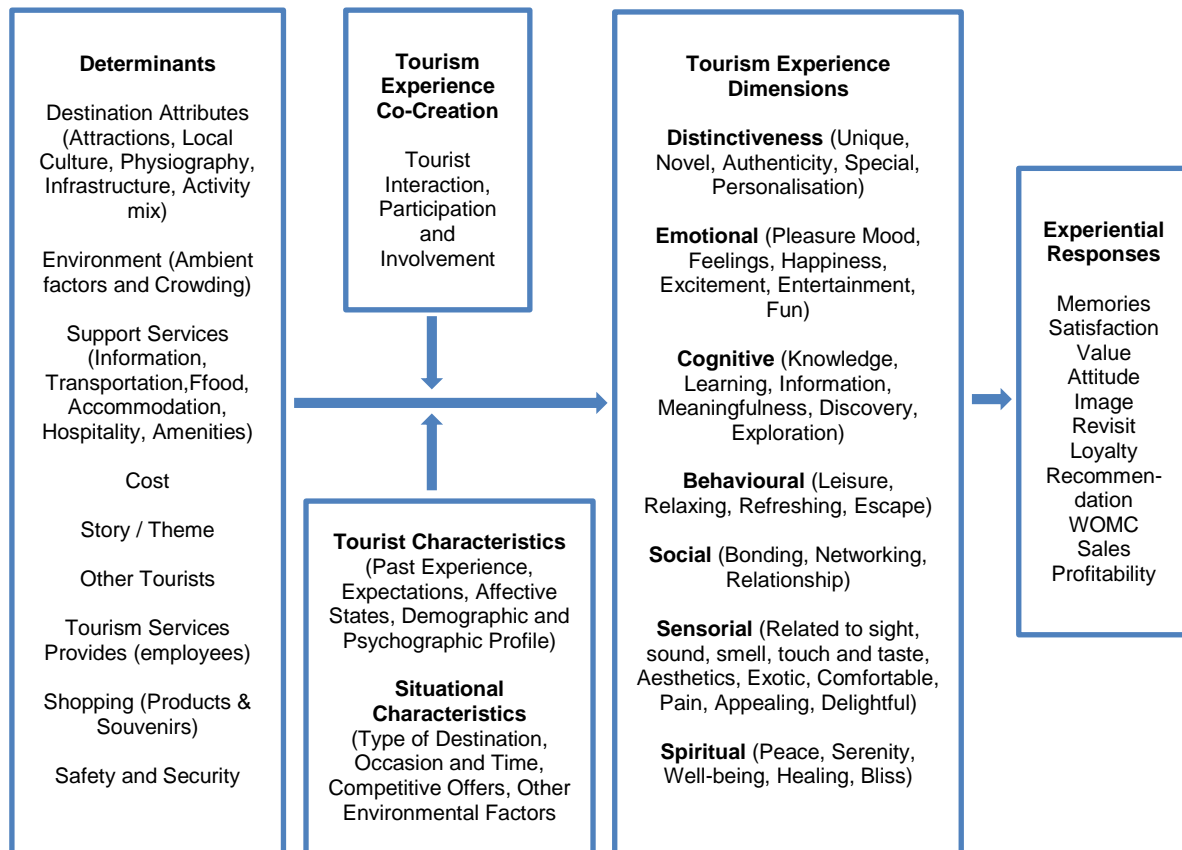 Determinants
Destination Attributes
(Attractions, Local
Culture, Physiography,
Infrastructure, Activity
mix)
Environment (Ambient
factors and Crowding)
Support Services
(Information,
Transportation,Ffood,
Accommodation,
Hospitality, Amenities)
Cost
Story / Theme
Other Tourists
Tourism Services
Provides (employees)
Shopping (Products &
Souvenirs)
Safety and Security
Tourism
Experience
Co-Creation
Tourist
Interaction,
Participation
and
Involvement
Tourist Characteristics
(Past Experience,
Expectations, Affective
States, Demographic and
Psychographic Profile)
Situational
Characteristics
(Type of Destination,
Occasion and Time,
Competitive Offers, Other
Environmental Factors
Tourism Experience
Dimensions
Distinctiveness (Unique,
Novel, Authenticity, Special,
Personalisation)
Emotional (Pleasure Mood,
Feelings, Happiness,
Excitement, Entertainment,
Fun)
Cognitive (Knowledge,
Learning, Information,
Meaningfulness, Discovery,
Exploration)
Behavioural (Leisure,
Relaxing, Refreshing, Escape)
Social (Bonding, Networking,
Relationship)
Sensorial (Related to sight,
sound, smell, touch and taste,
Aesthetics, Exotic, Comfortable,
Pain, Appealing, Delightful)
Spiritual (Peace, Serenity,
Well-being, Healing, Bliss)
Experiential
Responses
Memories
Satisfaction
Value
Attitude
Image
Revisit
Loyalty
Recommen-
dation
WOMC
Sales
Profitability